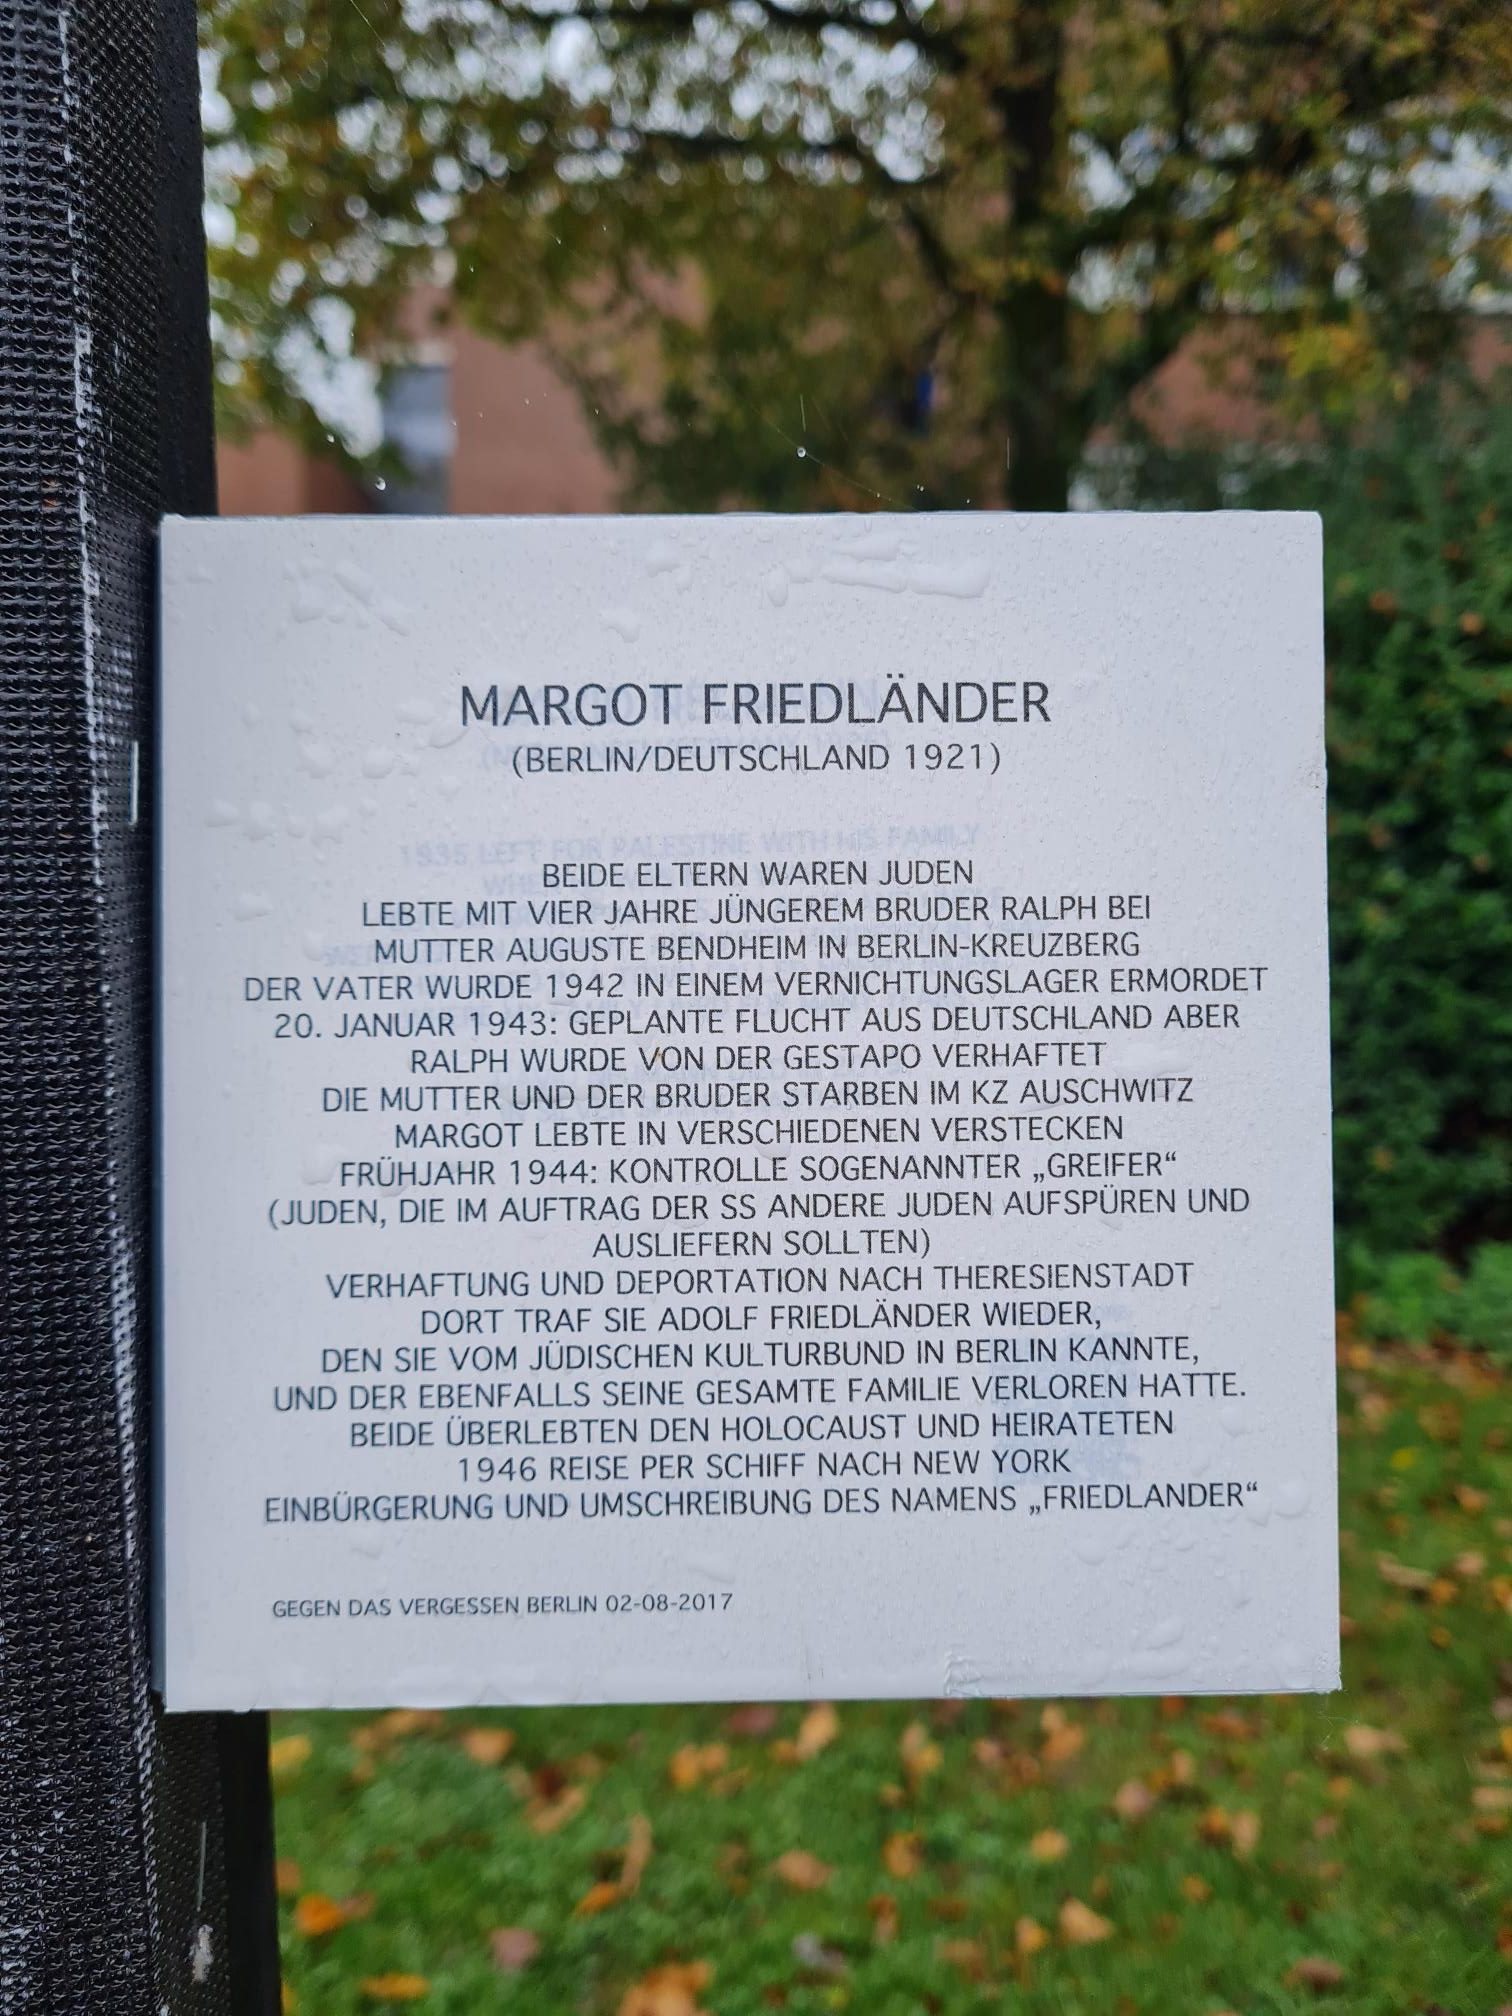 MARGOT FRIEDLÄNDER
(BERLIN/DEUTSCHLAND 1921)
BEIDE ELTERN WAREN JUDEN
LEBTE MIT VIER JAHRE JÜNGEREM BRUDER RALPH BEI
MUTTER AUGUSTE BENDHEIM IN BERLIN-KREUZBERG
DER VATER WURDE 1942 IN EINEM VERNICHTUNGSLAGER ERMORDET
20. JANUAR 1943: GEPLANTE FLUCHT AUS DEUTSCHLAND ABER
RALPH WURDE VON DER GESTAPO VERHAFTET
DIE MUTTER UND DER BRUDER STARBEN IM KZ AUSCHWITZ
MARGOT LEBTE IN VERSCHIEDENEN VERSTECKEN
FRÜHJAHR 1944: KONTROLLE SOGENANNTER „GREIFER“
(JUDEN, DIE IM AUFTRAG DER SS ANDERE JUDEN AUFSPÜREN UND
AUSLIEFERN SOLLTEN)
VERHAFTUNG UND DEPORTATION NACH THERESIENSTADT
DORT TRAF SIE ADOLF FRIEDLÄNDER WIEDER,
DEN SIE VOM JÜDISCHEN KULTURBUND IN BERLIN KANNTE,
UND DER EBENFALLS SEINE GESAMTE FAMILIE VERLOREN HATTE.
BEIDE ÜBERLEBTEN DEN HOLOCAUST UND HEIRATETEN
1946 REISE PER SCHIFF NACH NEW YORK
EINBÜRGERUNG UND UMSCHREIBUNG DES NAMENS „FRIEDLANDER“
GEGEN DAS VERGESSEN BERLIN 02-08-2017